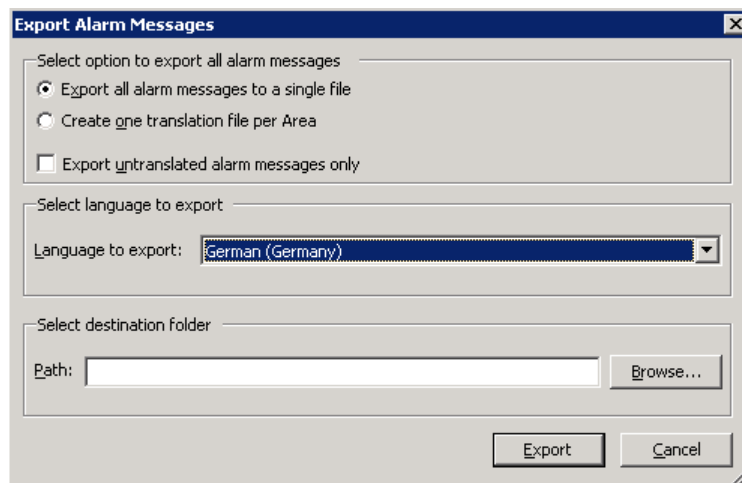 Export Alarm Messages
Select option to export all alarm messages
Export all alarm messages to a single file
Create one translation file per Area
Export untranslated alarm messages only
Select language to export
Language to export: German (Germany)
Select destination folder
Path: Browse...
Export Cancel